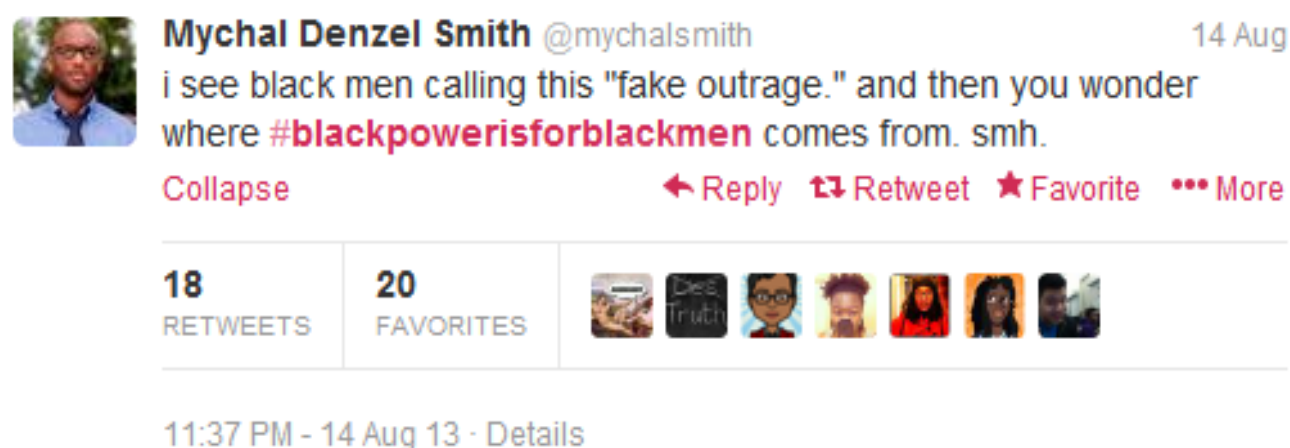 Mychal Denzel Smith @mychalsmith 14 Aug
i see black men calling this "fake outrage." and then you wonder
where #blackpowerisforblackmen comes from. smh.
Collapse Reply Retweet Favorite More
18 20
RETWEETS FAVORITES
Truth
11:37 PM - 14 Aug 13 · Details